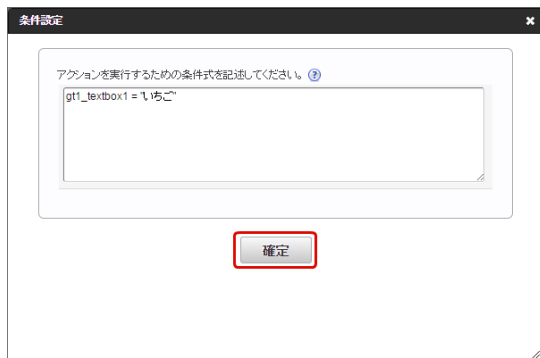 条件設定
アクションを実行するための条件式を記述してください。
gt1_textbox1 = "いちご"
確定